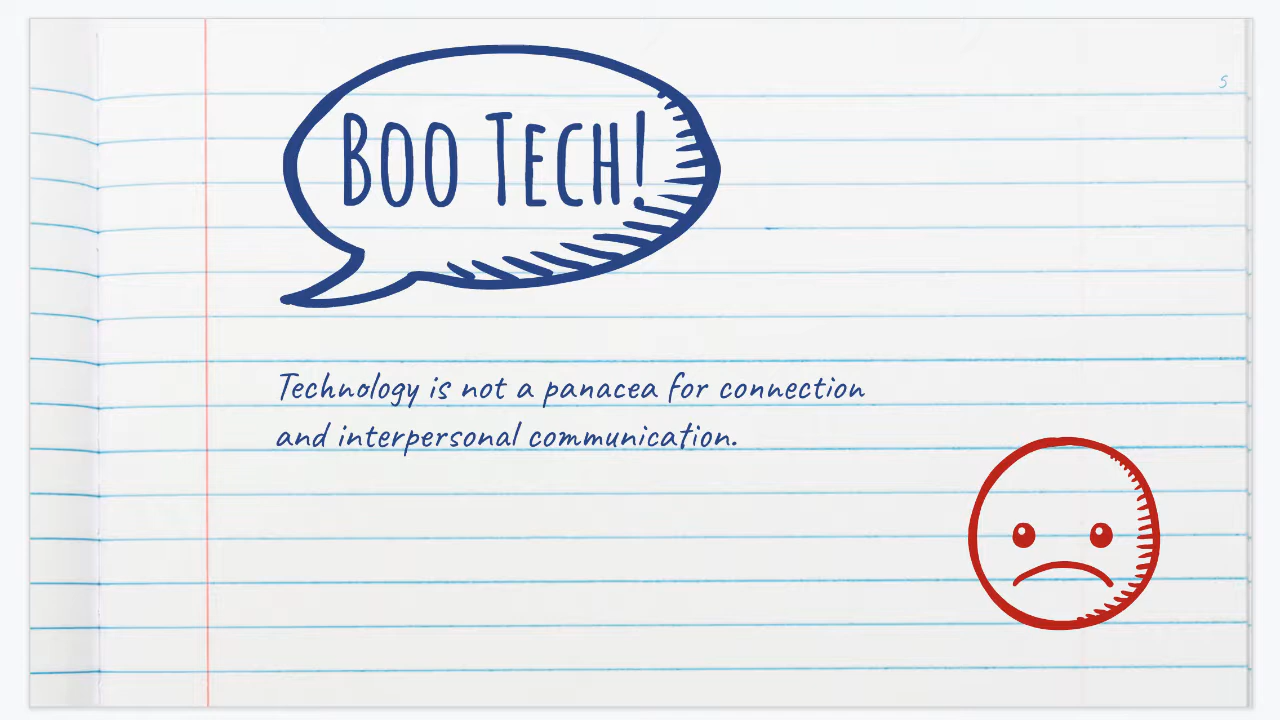 5
Boo Tech!
Technology is not a panacea for connection
and interpersonal communication.